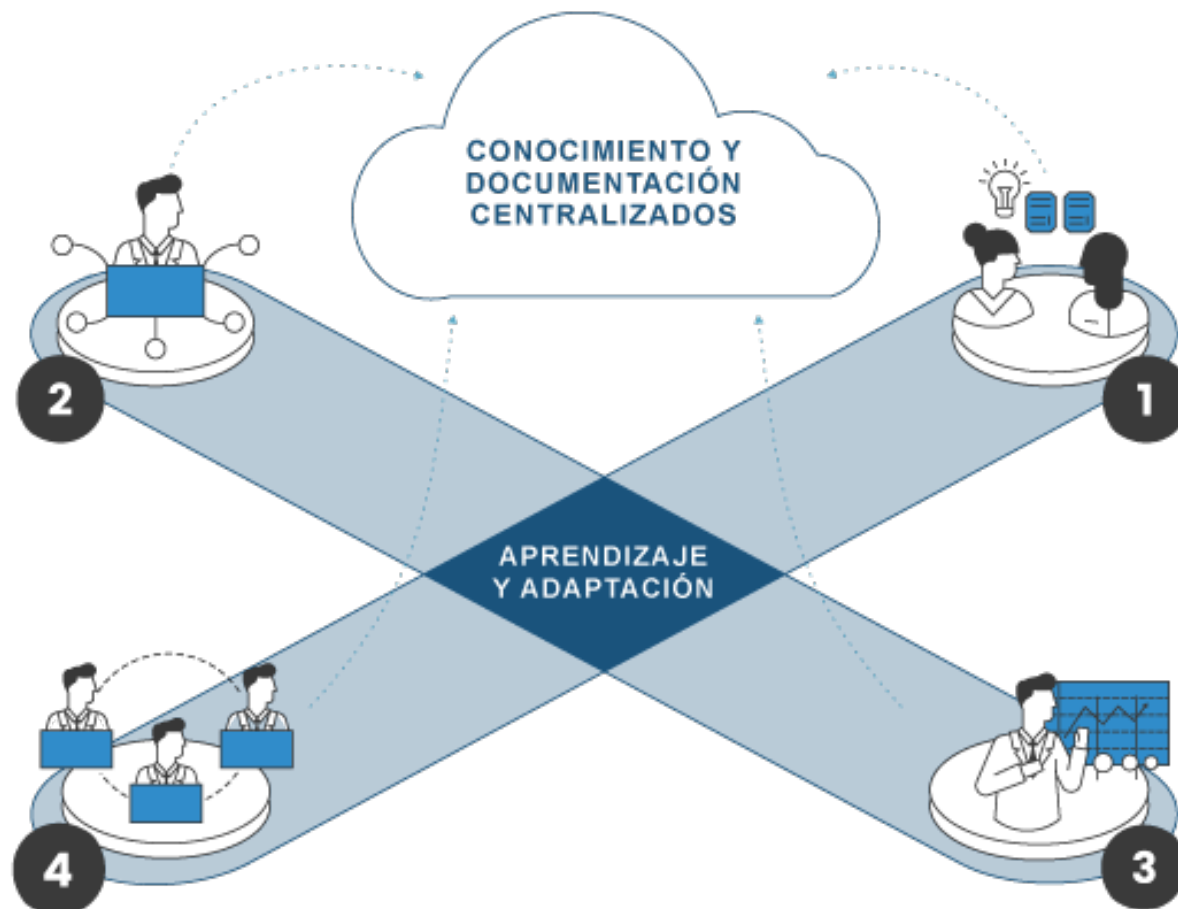 CONOCIMIENTO Y
DOCUMENTACIÓN
CENTRALIZADOS
2
1
APRENDIZAJE
Y ADAPTACIÓN
4
3